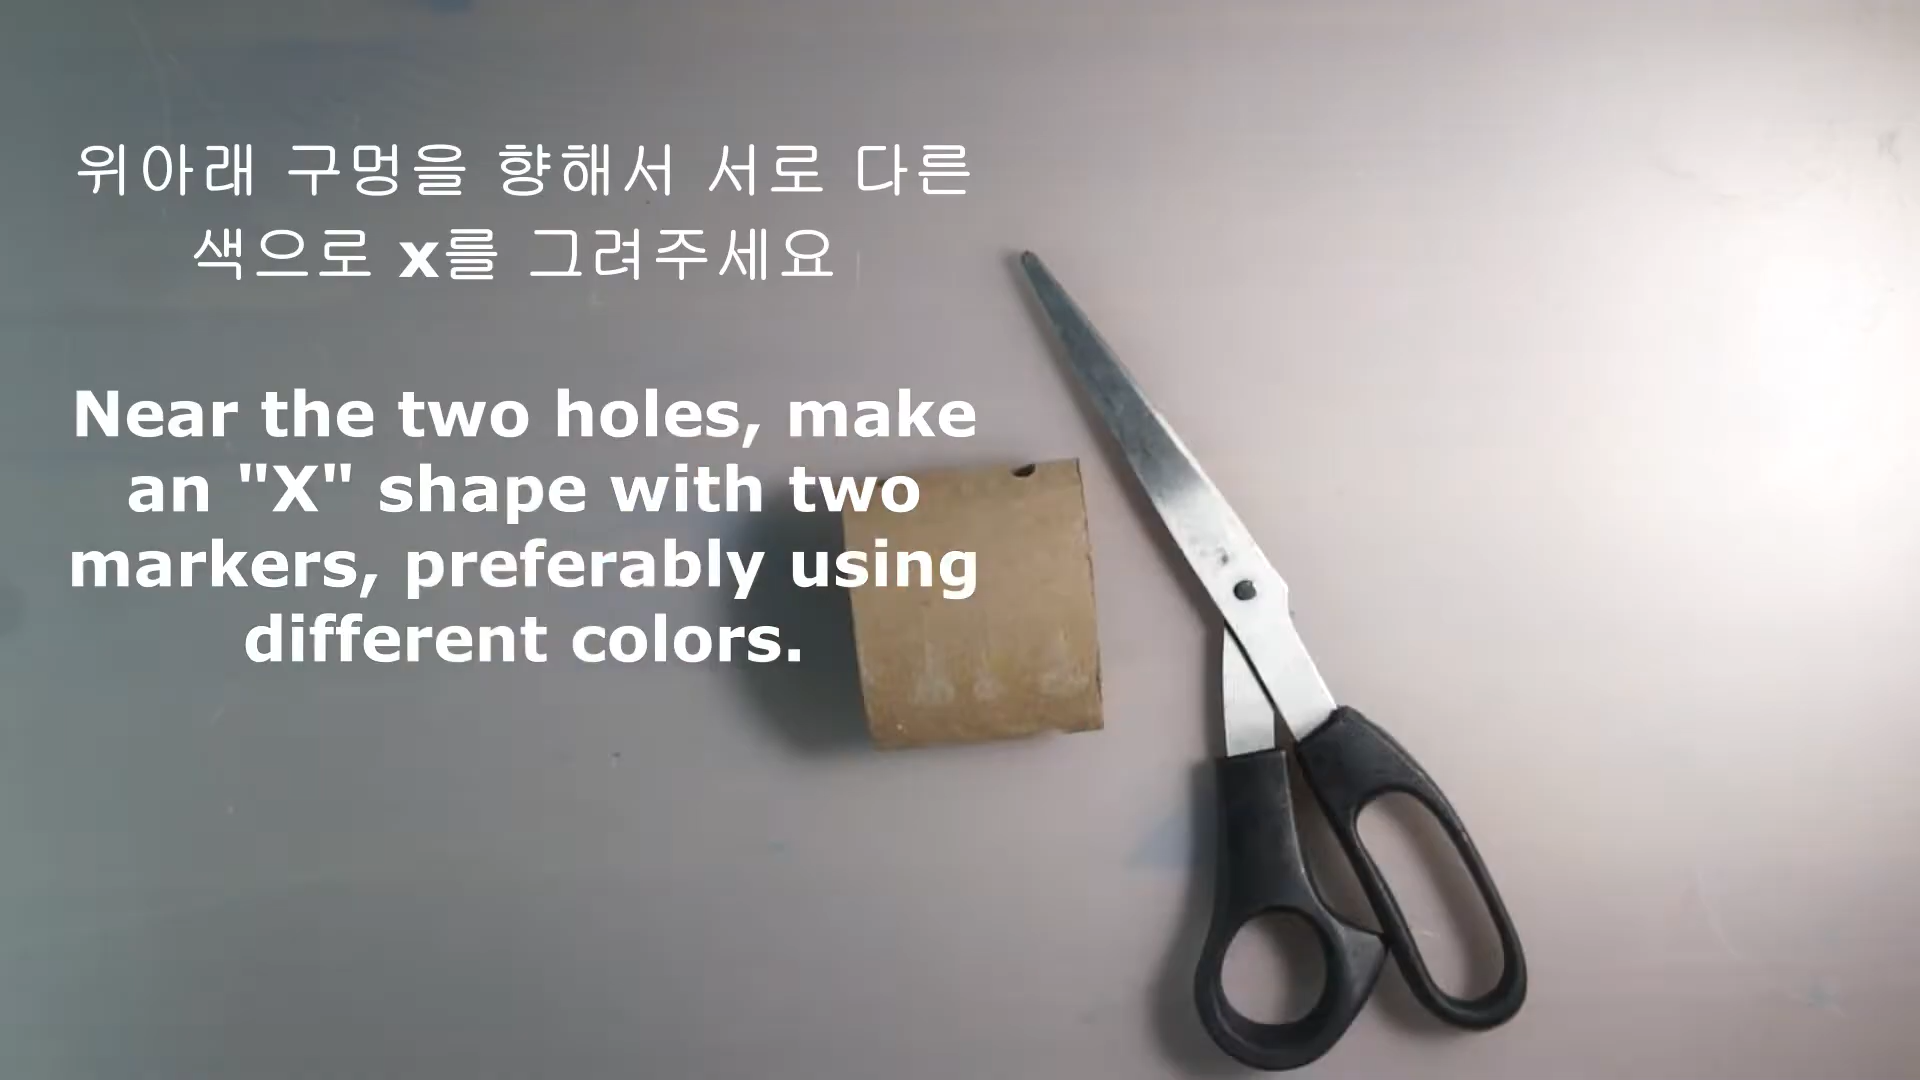 위아래 구멍을 향해서 서로 다른
색으로 x를 그려주세요
Near the two holes, make
an "X" shape with two
markers, preferably using
different colors.